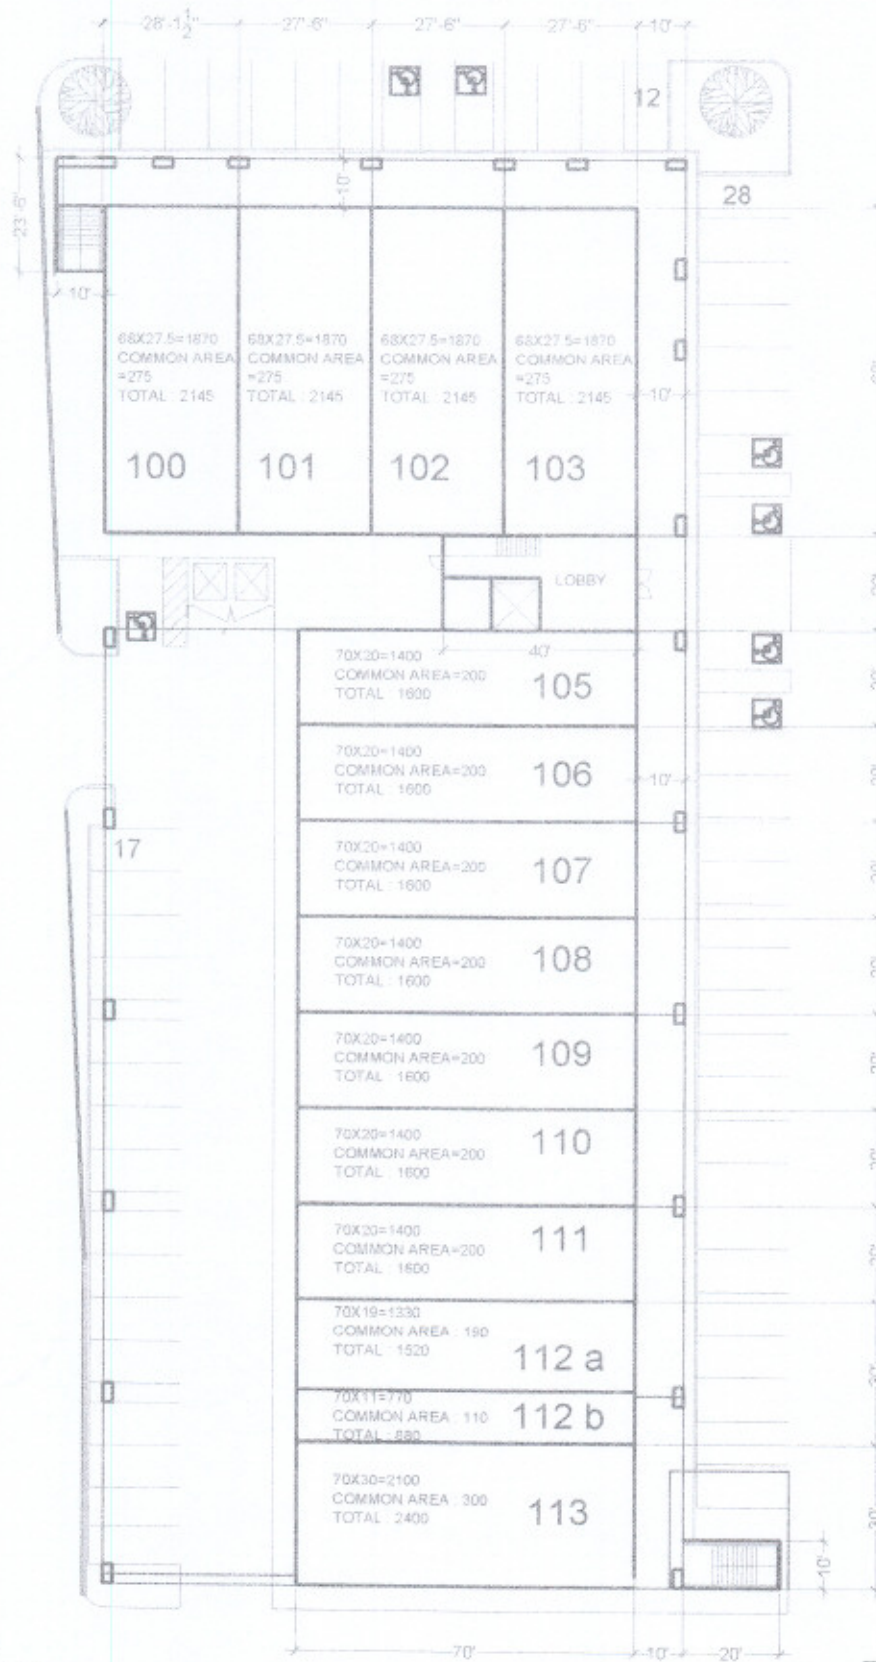 28'-1½"
27'-6"
27'-6"
27'-6"
10'
12
28
23'-6"
10'
10'
68X27.5=1870
COMMON AREA
=275
TOTAL : 2145
100
68X27.5=1870
COMMON AREA
=275
TOTAL : 2145
101
68X27.5=1870
COMMON AREA
=275
TOTAL : 2145
102
68X27.5=1870
COMMON AREA
=275
TOTAL : 2145
103
10'
LOBBY
40'
70X20=1400
COMMON AREA=200
TOTAL : 1600
105
70X20=1400
COMMON AREA=200
TOTAL : 1600
106
10'
17
70X20=1400
COMMON AREA=200
TOTAL : 1600
107
70X20=1400
COMMON AREA=200
TOTAL : 1600
108
70X20=1400
COMMON AREA=200
TOTAL : 1600
109
70X20=1400
COMMON AREA=200
TOTAL : 1600
110
70X20=1400
COMMON AREA=200
TOTAL : 1600
111
70X19=1330
COMMON AREA : 190
TOTAL : 1520
112 a
70X11=770
COMMON AREA : 110
TOTAL : 880
112 b
70X30=2100
COMMON AREA : 300
TOTAL : 2400
113
10'
70'
10'
20'